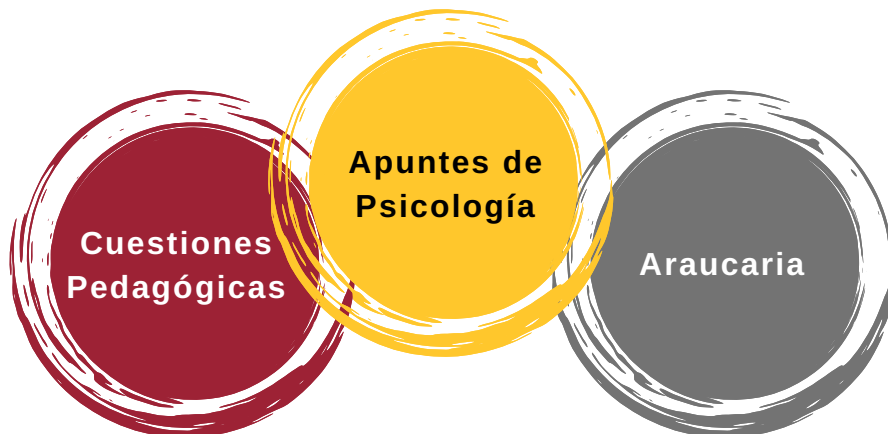 Cuestiones
Pedagógicas
Apuntes de
Psicología
Araucaria